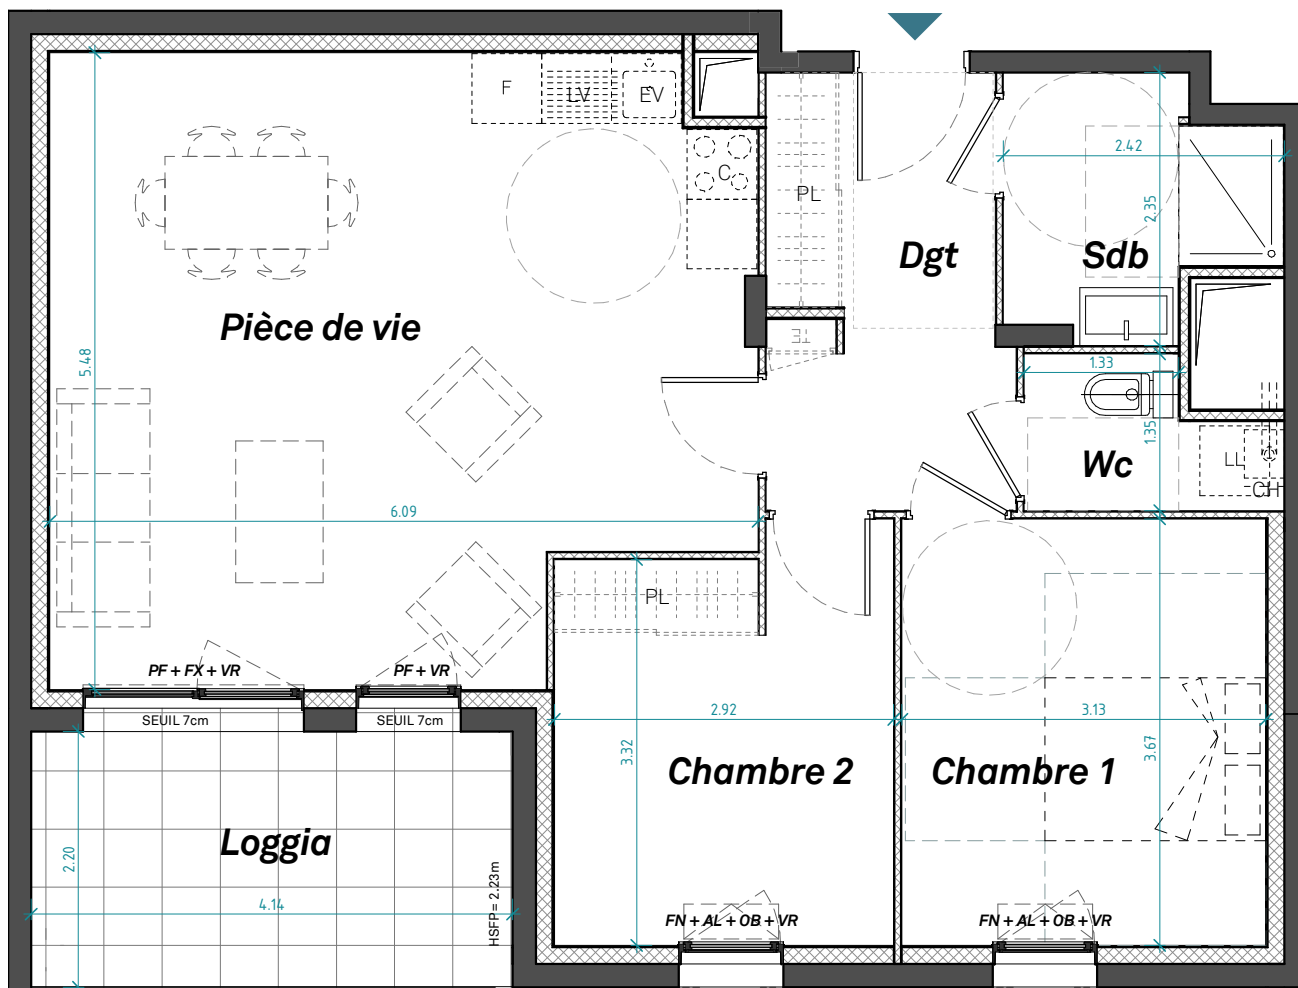 F
LV
EV
C
PL
Dgt
2.42
2.35
Sdb
Pièce de vie
5.48
TE
1.33
1.35
Wc
LL
CH
6.09
PL
PF + FX + VR
PF + VR
SEUIL 7cm
SEUIL 7cm
2.92
3.13
3.32
3.67
Chambre 2
Chambre 1
Loggia
2.20
4.14
HSFP= 2.23m
FN + AL + OB + VR
FN + AL + OB + VR